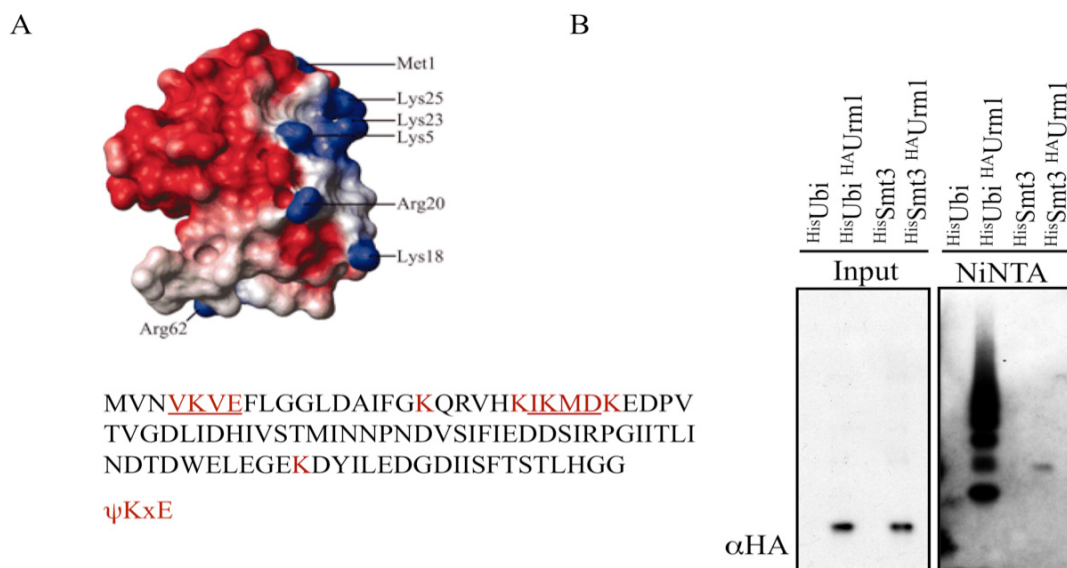 A
B
Met1
Lys25
Lys23
Lys5
Arg20
Lys18
Arg62
MVNVKVEFLGGLDAIFGKQRVHKIKMDKEDPV
TVGDLIDHIVSTMINNPNDVSIFIEDDSIRPGIITLI
NDTDWELEGEKDYILEDGDIISFTSTLHGG
ψKxE
HisUbi
HisUbi HAUrm1
HisSmt3
HisSmt3 HAUrm1
HisUbi
HisUbi HAUrm1
HisSmt3
HisSmt3 HAUrm1
Input
NiNTA
αHA